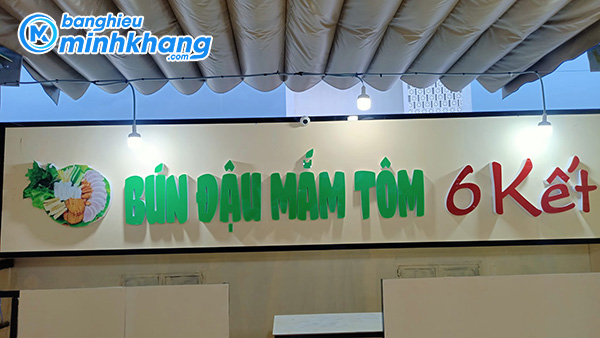 banghieu
minhkhang
.com
BÚN ĐẬU MẮM TÔM 6 Kết